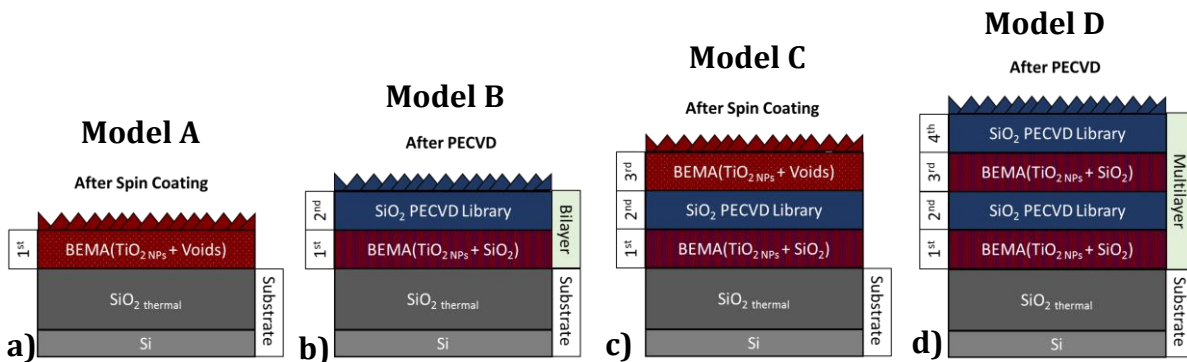 Model A
After Spin Coating
1st
BEMA(TiO2 NPs + Voids)
SiO2 thermal
Si
Substrate
a)
Model B
After PECVD
2nd
SiO2 PECVD Library
1st
BEMA(TiO2 NPs + SiO2)
Bilayer
SiO2 thermal
Si
Substrate
b)
Model C
After Spin Coating
3rd
BEMA(TiO2 NPs + Voids)
2nd
SiO2 PECVD Library
1st
BEMA(TiO2 NPs + SiO2)
SiO2 thermal
Si
Substrate
c)
Model D
After PECVD
4th
SiO2 PECVD Library
3rd
BEMA(TiO2 NPs + SiO2)
2nd
SiO2 PECVD Library
1st
BEMA(TiO2 NPs + SiO2)
Multilayer
SiO2 thermal
Si
Substrate
d)